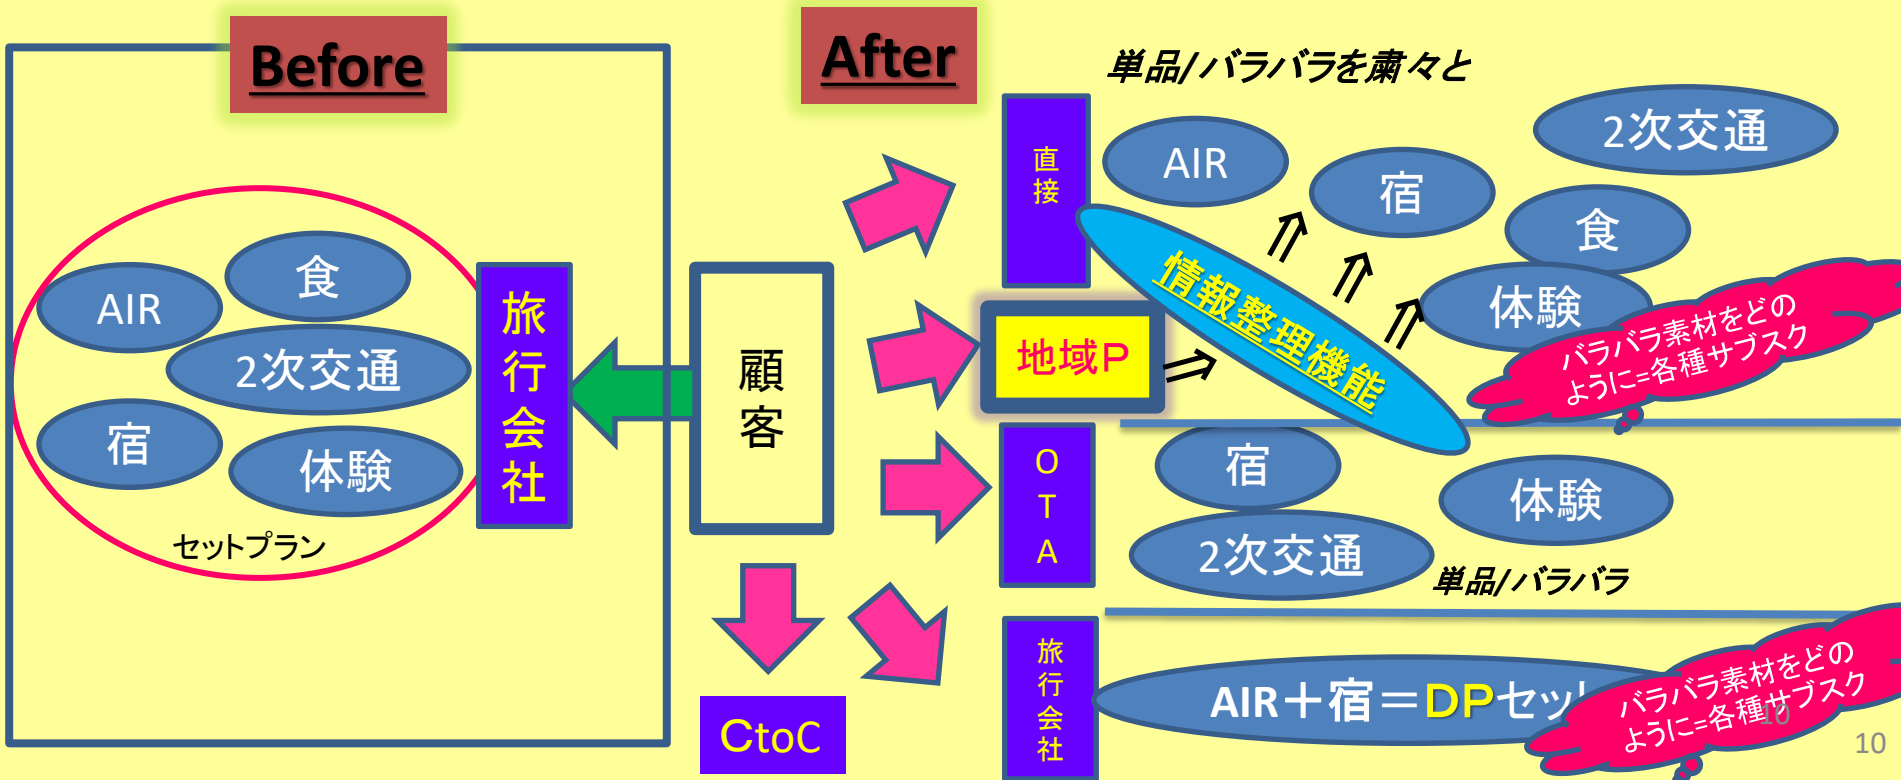 Before
After
単品/バラバラを粛々と
AIR
食
2次交通
宿
体験
セットプラン
旅行会社
顧客
CtoC
直接
地域P
OTA
旅行会社
情報整理機能
AIR
宿
2次交通
食
体験
バラバラ素材をどの
ように=各種サブスク
宿
体験
2次交通
単品/バラバラ
AIR＋宿＝DPセッ
バラバラ素材をどの
ように=各種サブスク
10
10